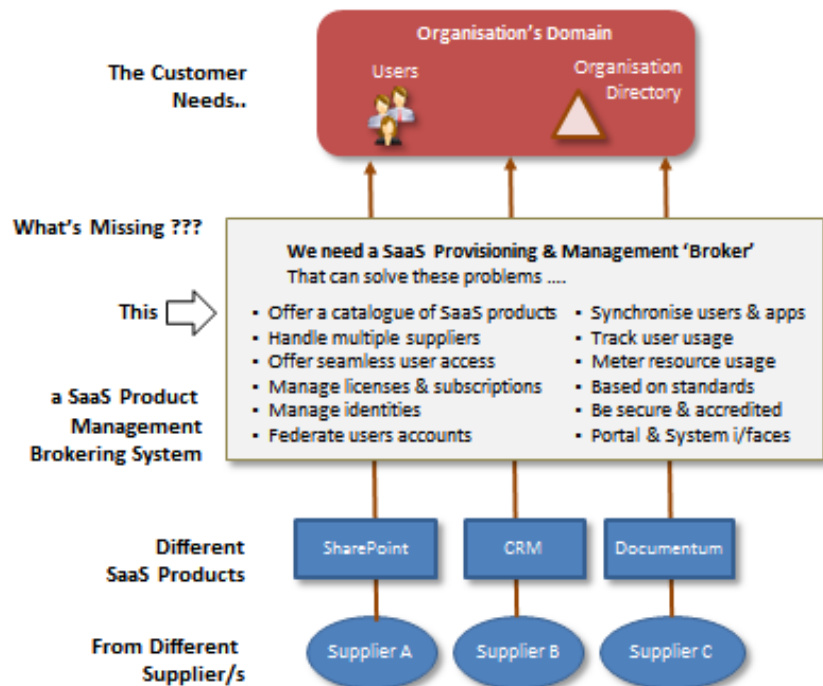 Organisation's Domain
Users
Organisation
Directory
The Customer
Needs..
What's Missing ???
We need a SaaS Provisioning & Management 'Broker'
That can solve these problems ....
This
▪ Offer a catalogue of SaaS products
▪ Handle multiple suppliers
▪ Offer seamless user access
▪ Manage licenses & subscriptions
▪ Manage identities
▪ Federate users accounts
▪ Synchronise users & apps
▪ Track user usage
▪ Meter resource usage
▪ Based on standards
▪ Be secure & accredited
▪ Portal & System i/faces
a SaaS Product
Management
Brokering System
Different
SaaS Products
SharePoint
CRM
Documentum
From Different
Supplier/s
Supplier A
Supplier B
Supplier C